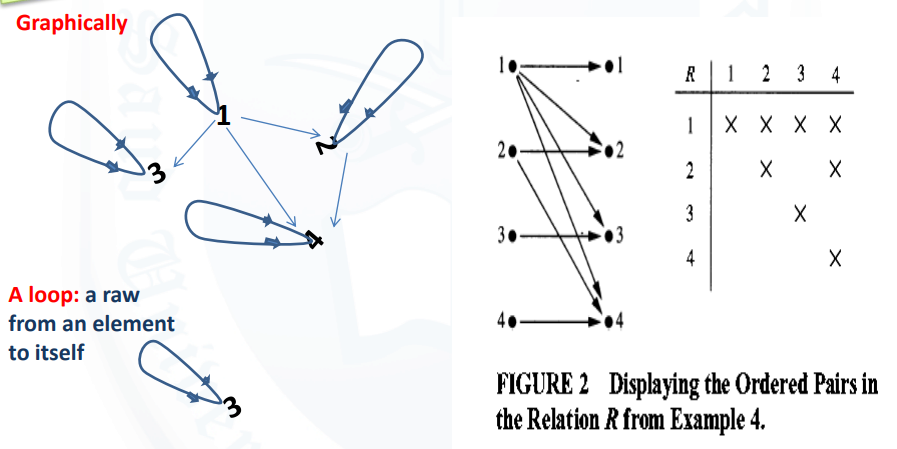 Graphically
1
2
3
4
A loop: a raw
from an element
to itself
3
1 1
2 2
3 3
4 4
R 1 2 3 4
1 X X X X
2 X X
3 X
4 X
FIGURE 2 Displaying the Ordered Pairs in
the Relation R from Example 4.